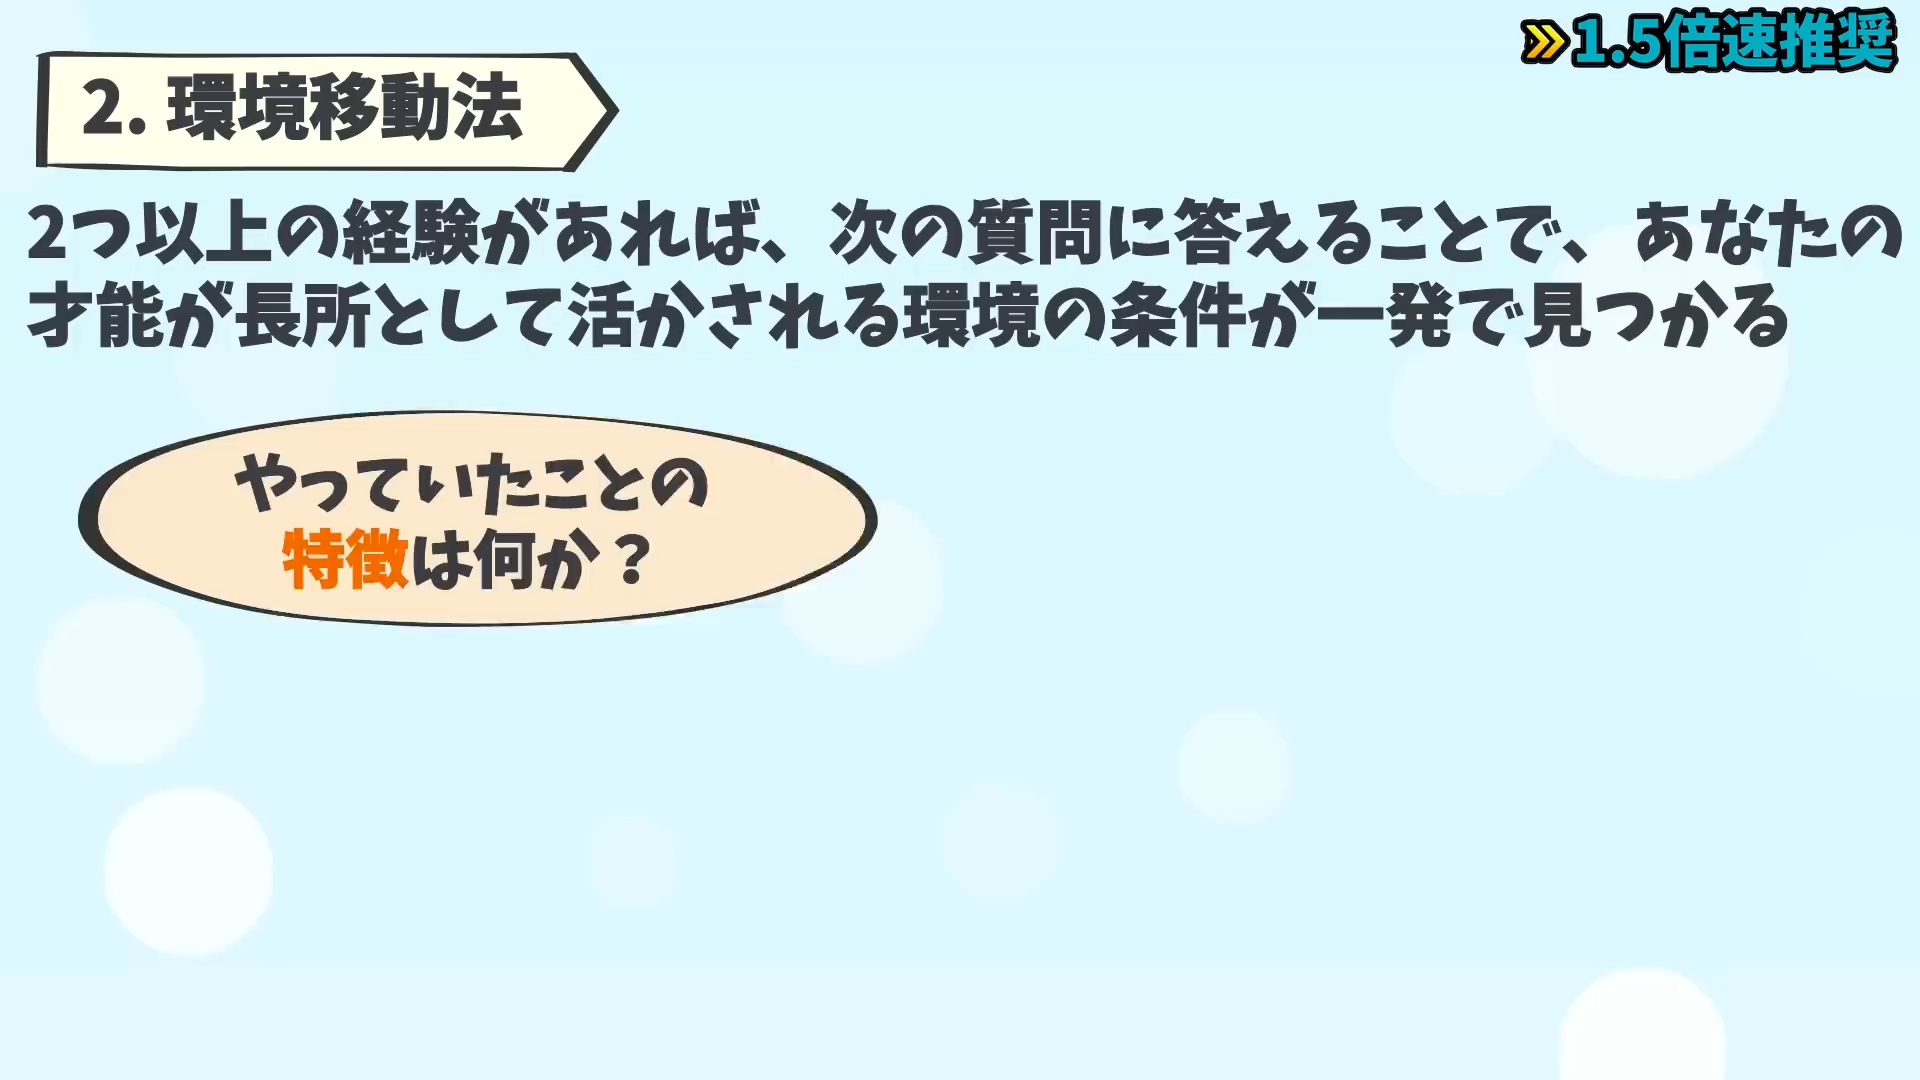 1.5倍速推奨
2. 環境移動法
2つ以上の経験があれば、次の質問に答えることで、あなたの
才能が長所として活かされる環境の条件が一発で見つかる
やっていたことの
特徴は何か？